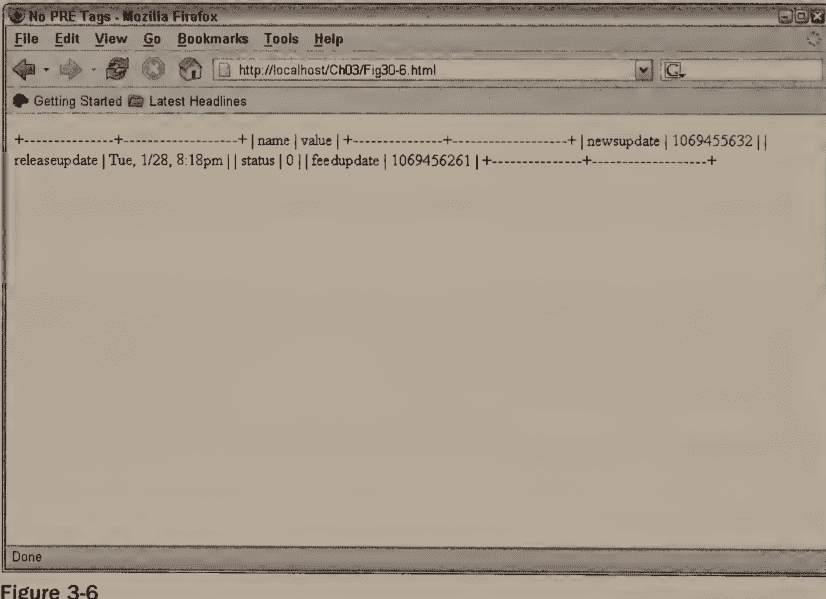 No PRE Tags - Mozilla Firefox
File Edit View Go Bookmarks Tools Help
http://localhost/Ch03/Fig30-6.html G
Getting Started Latest Headlines
+--------------+------------------+ | name | value | +--------------+------------------+ | newsupdate | 1069455632 | |
releaseupdate | Tue, 1/28, 8:18pm | | status | 0 | | feedupdate | 1069456261 | +--------------+------------------+
Done
Figure 3-6